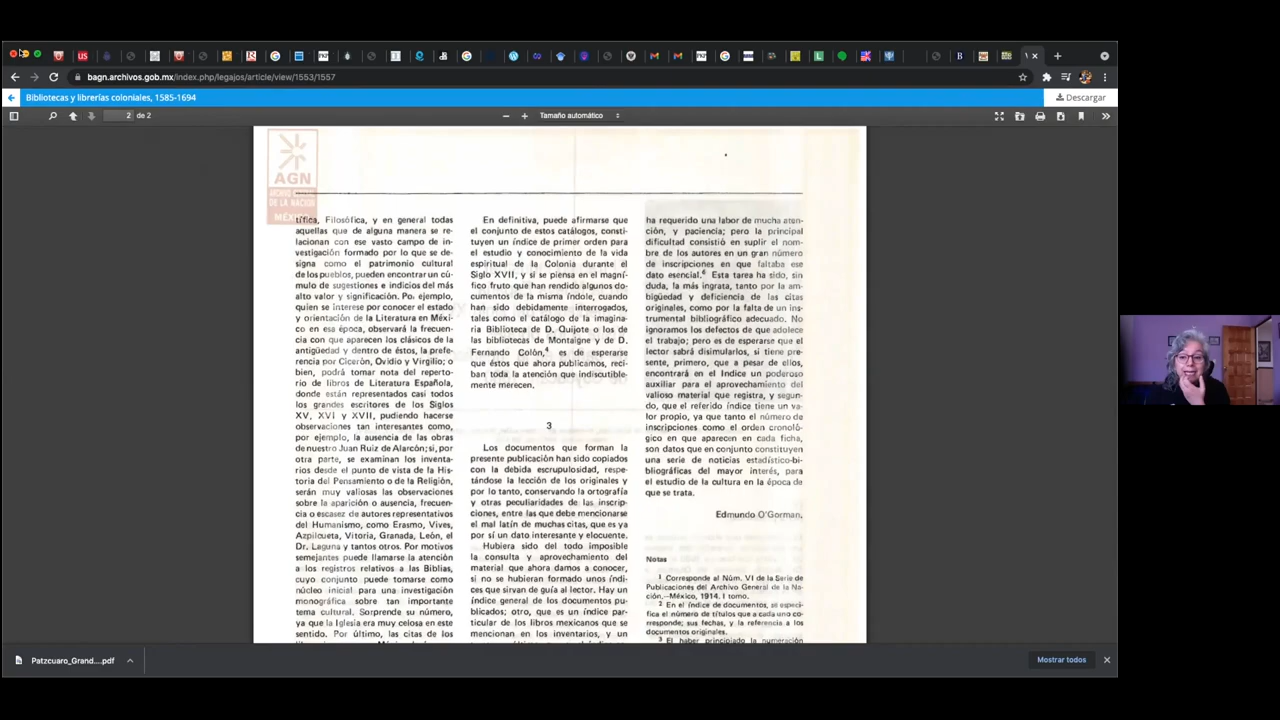 bagn.archivos.gob.mx/index.php/legajos/article/view/1553/1557
Bibliotecas y librerías coloniales, 1585-1694
Descargar
2 de 2
Tamaño automático
AGN
ARCHIVO GENERAL
DE LA NACIÓN
MÉXICO
tífica, Filosófica, y en general todas
aquellas que de alguna manera se re-
lacionan con ese vasto campo de in-
vestigación formado por lo que se de-
signa como el patrimonio cultural
de los pueblos, pueden encontrar un cú-
mulo de sugestiones e indicios del más
alto valor y significación. Po, ejemplo,
quien se interese por conocer el estado
y orientación de la Literatura en Méxi-
co en esa época, observará la frecuen-
cia con que aparecen los clásicos de la
antigüedad y dentro de éstos, la prefe-
rencia por Cicerón, Ovidio y Virgilio; o
bien, podrá tomar nota del reperto-
rio de libros de Literatura Española,
donde están representados casi todos
los grandes escritores de los Siglos
XV, XVI y XVII, pudiendo hacerse
observaciones tan interesantes como,
por ejemplo, la ausencia de las obras
de nuestro Juan Ruiz de Alarcón; si, por
otra parte, se examinan los inventa-
rios desde el punto de vista de la His-
toria del Pensamiento o de la Religión,
serán muy valiosas las observaciones
sobre la aparición o ausencia, frecuen-
cia o escasez de autores representativos
del Humanismo, como Erasmo, Vives,
Azpilcueta, Vitoria, Granada, León, el
Dr. Laguna y tantos otros. Por motivos
semejantes puede llamarse la atención
a los registros relativos a las Biblias,
cuyo conjunto puede tomarse como
núcleo inicial para una investigación
monográfica sobre tan importante
tema cultural. Sorprende su número,
ya que la Iglesia era muy celosa en este
sentido. Por último, las citas de los
En definitiva, puede afirmarse que
el conjunto de estos catálogos, consti-
tuyen un índice de primer orden para
el estudio y conocimiento de la vida
espiritual de la Colonia durante el
Siglo XVII, y si se piensa en el magní-
fico fruto que han rendido algunos do-
cumentos de la misma índole, cuando
han sido debidamente interrogados,
tales como el catálogo de la imagina-
ria Biblioteca de D. Quijote o los de
las bibliotecas de Montaigne y de D.
Fernando Colón,4 es de esperarse
que éstos que ahora publicamos, reci-
ban toda la atención que indiscutible-
mente merecen.
3
Los documentos que forman la
presente publicación han sido copiados
con la debida escrupulosidad, respe-
tándose la lección de los originales y
por lo tanto, conservando la ortografía
y otras peculiaridades de las inscrip-
ciones, entre las que debe mencionarse
el mal latín de muchas citas, que es ya
por sí un dato interesante y elocuente.
Hubiera sido del todo imposible
la consulta y aprovechamiento del
material que ahora damos a conocer,
si no se hubieran formado unos índi-
ces que sirvan de guía al lector. Hay un
índice general de los documentos pu-
blicados; otro, que es un índice par-
ticular de los libros mexicanos que se
mencionan en los inventarios, y un
ha requerido una labor de mucha aten-
ción, y paciencia; pero la principal
dificultad consistió en suplir el nom-
bre de los autores en un gran número
de inscripciones en que faltaba ese
dato esencial.6 Esta tarea ha sido, sin
duda, la más ingrata, tanto por la am-
bigüedad y deficiencia de las citas
originales, como por la falta de un ins-
trumental bibliográfico adecuado. No
ignoramos los defectos de que adolece
el trabajo; pero es de esperarse que el
lector sabrá disimularlos, si tiene pre-
sente, primero, que a pesar de ellos,
encontrará en el Indice un poderoso
auxiliar para el aprovechamiento del
valioso material que registra, y segun-
do, que el referido índice tiene un va-
lor propio, ya que tanto el número de
inscripciones como el orden cronoló-
gico en que aparecen en cada ficha,
son datos que en conjunto constituyen
una serie de noticias estadístico-bi-
bliográficas del mayor interés, para
el estudio de la cultura en la época de
que se trata.
Edmundo O'Gorman.
Notas
1 Corresponde al Núm. VI de la Serie de
Publicaciones del Archivo General de la Na-
ción.—México, 1914. I tomo.
2 En el índice de documentos, se especi-
fica el número de títulos que a cada uno co-
rresponde; sus fechas, y la referencia a los
documentos originales.
3 El haber principiado la numeración
Patzcuaro_Grand....pdf
Mostrar todos